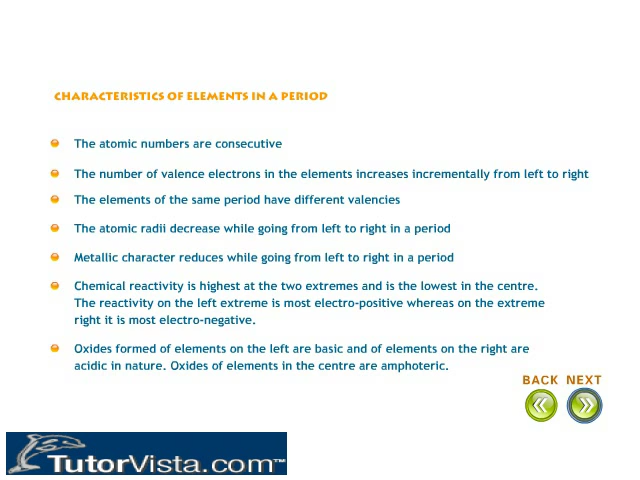 CHARACTERISTICS OF ELEMENTS IN A PERIOD
The atomic numbers are consecutive
The number of valence electrons in the elements increases incrementally from left to right
The elements of the same period have different valencies
The atomic radii decrease while going from left to right in a period
Metallic character reduces while going from left to right in a period
Chemical reactivity is highest at the two extremes and is the lowest in the centre.
The reactivity on the left extreme is most electro-positive whereas on the extreme
right it is most electro-negative.
Oxides formed of elements on the left are basic and of elements on the right are
acidic in nature. Oxides of elements in the centre are amphoteric.
BACK NEXT
TutorVista.com™